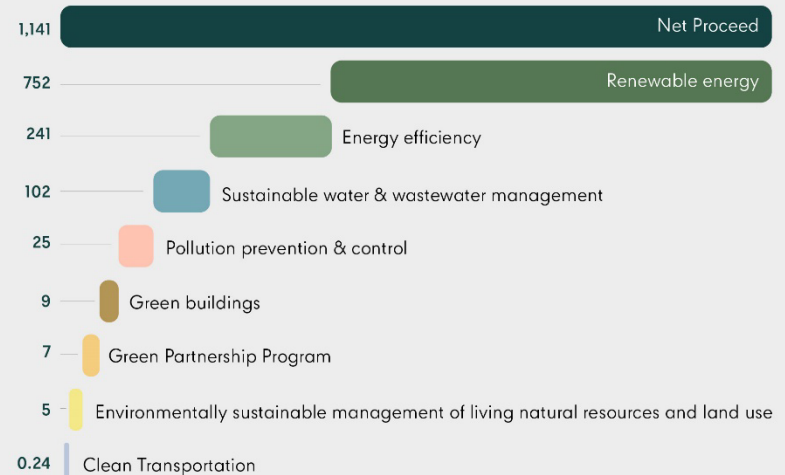 1,141 Net Proceed
752 Renewable energy
241 Energy efficiency
102 Sustainable water & wastewater management
25 Pollution prevention & control
9 Green buildings
7 Green Partnership Program
5 Environmentally sustainable management of living natural resources and land use
0.24 Clean Transportation